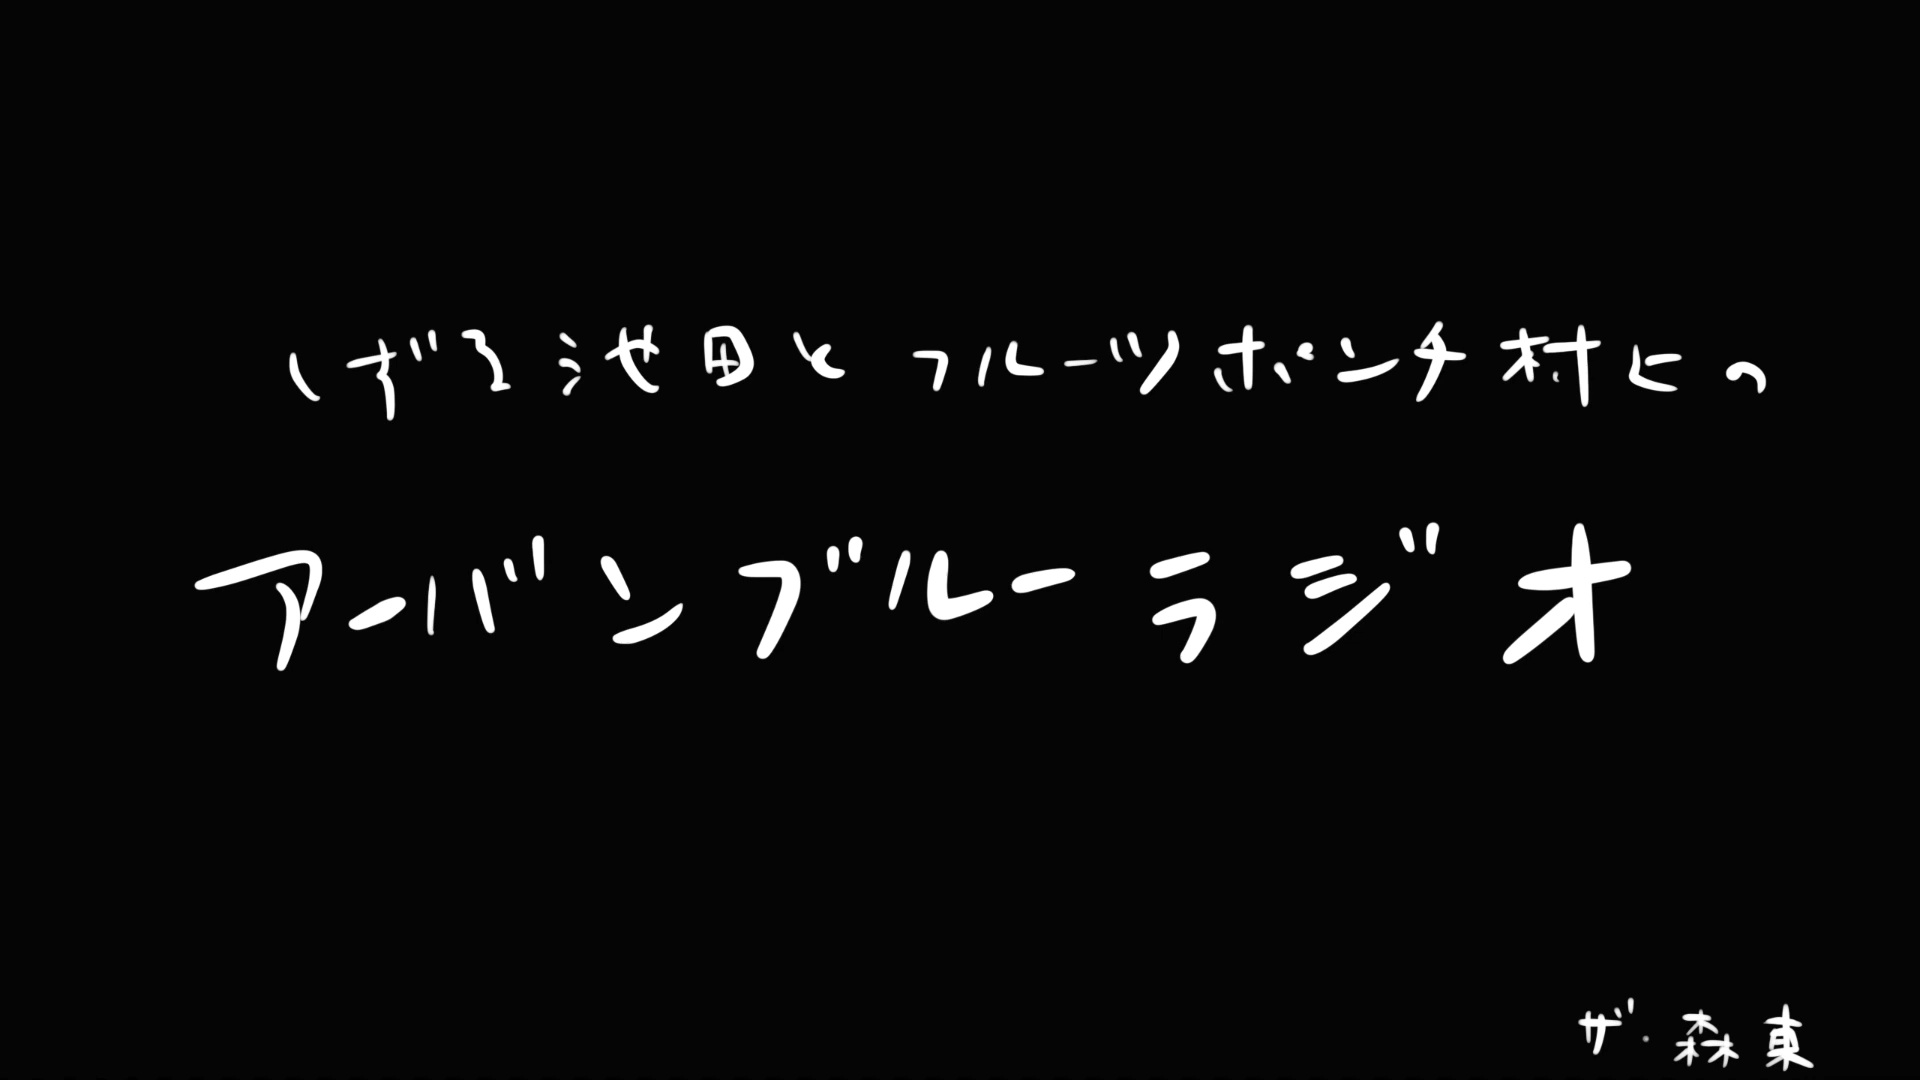 しずる池田とフルーツポンチ村上の
アーバンブルーラジオ
ザ・森東